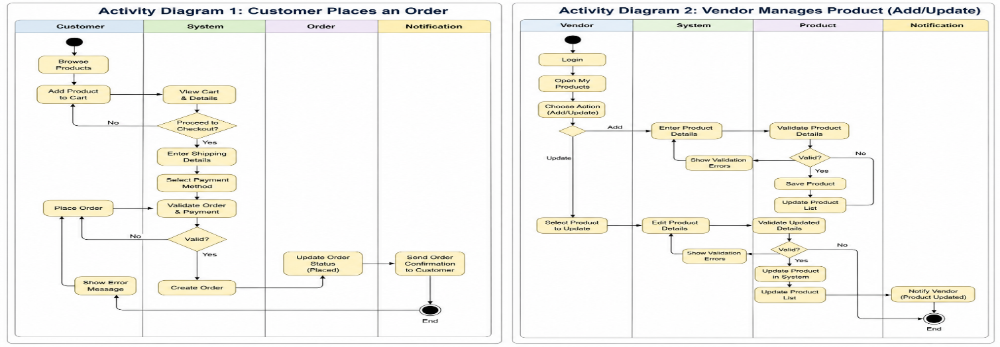 Activity Diagram 1: Customer Places an Order
Customer
System
Order
Notification
Browse
Products
Add Product
to Cart
View Cart
& Details
Proceed to
Checkout?
No
Yes
Enter Shipping
Details
Select Payment
Method
Place Order
Validate Order
& Payment
Valid?
No
Yes
Show Error
Message
Create Order
Update Order
Status
(Placed)
Send Order
Confirmation
to Customer
End
Activity Diagram 2: Vendor Manages Product (Add/Update)
Vendor
System
Product
Notification
Login
Open My
Products
Choose Action
(Add/Update)
Add
Update
Enter Product
Details
Validate Product
Details
Valid?
No
Yes
Show Validation
Errors
Save Product
Update Product
List
Select Product
to Update
Edit Product
Details
Validate Updated
Details
Valid?
No
Yes
Show Validation
Errors
Update Product
in System
Update Product
List
Notify Vendor
(Product Updated)
End